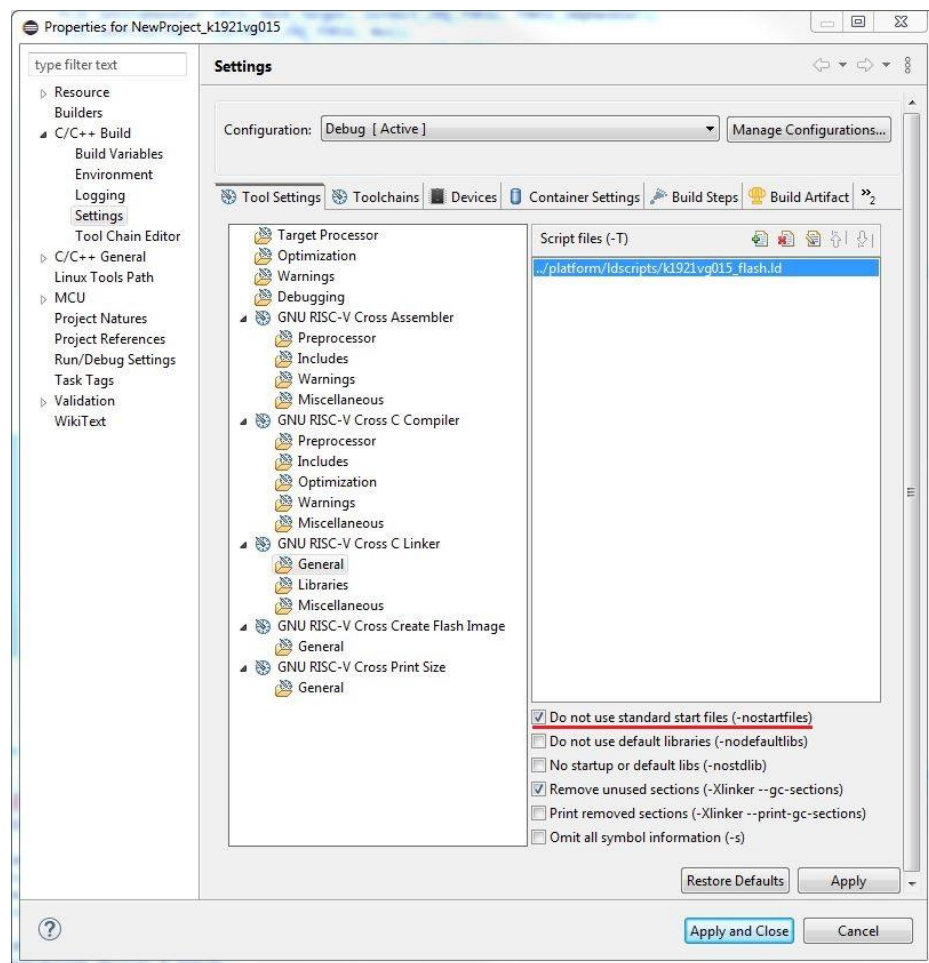 Properties for NewProject_k1921vg015
type filter text
Settings
Resource
Builders
C/C++ Build
Build Variables
Environment
Logging
Settings
Tool Chain Editor
C/C++ General
Linux Tools Path
MCU
Project Natures
Project References
Run/Debug Settings
Task Tags
Validation
WikiText
Configuration: Debug [ Active ] Manage Configurations...
Tool Settings Toolchains Devices Container Settings Build Steps Build Artifact »2
Target Processor
Optimization
Warnings
Debugging
GNU RISC-V Cross Assembler
Preprocessor
Includes
Warnings
Miscellaneous
GNU RISC-V Cross C Compiler
Preprocessor
Includes
Optimization
Warnings
Miscellaneous
GNU RISC-V Cross C Linker
General
Libraries
Miscellaneous
GNU RISC-V Cross Create Flash Image
General
GNU RISC-V Cross Print Size
General
Script files (-T)
../platform/ldscripts/k1921vg015_flash.ld
Do not use standard start files (-nostartfiles)
Do not use default libraries (-nodefaultlibs)
No startup or default libs (-nostdlib)
Remove unused sections (-Xlinker --gc-sections)
Print removed sections (-Xlinker --print-gc-sections)
Omit all symbol information (-s)
Restore Defaults Apply
? Apply and Close Cancel